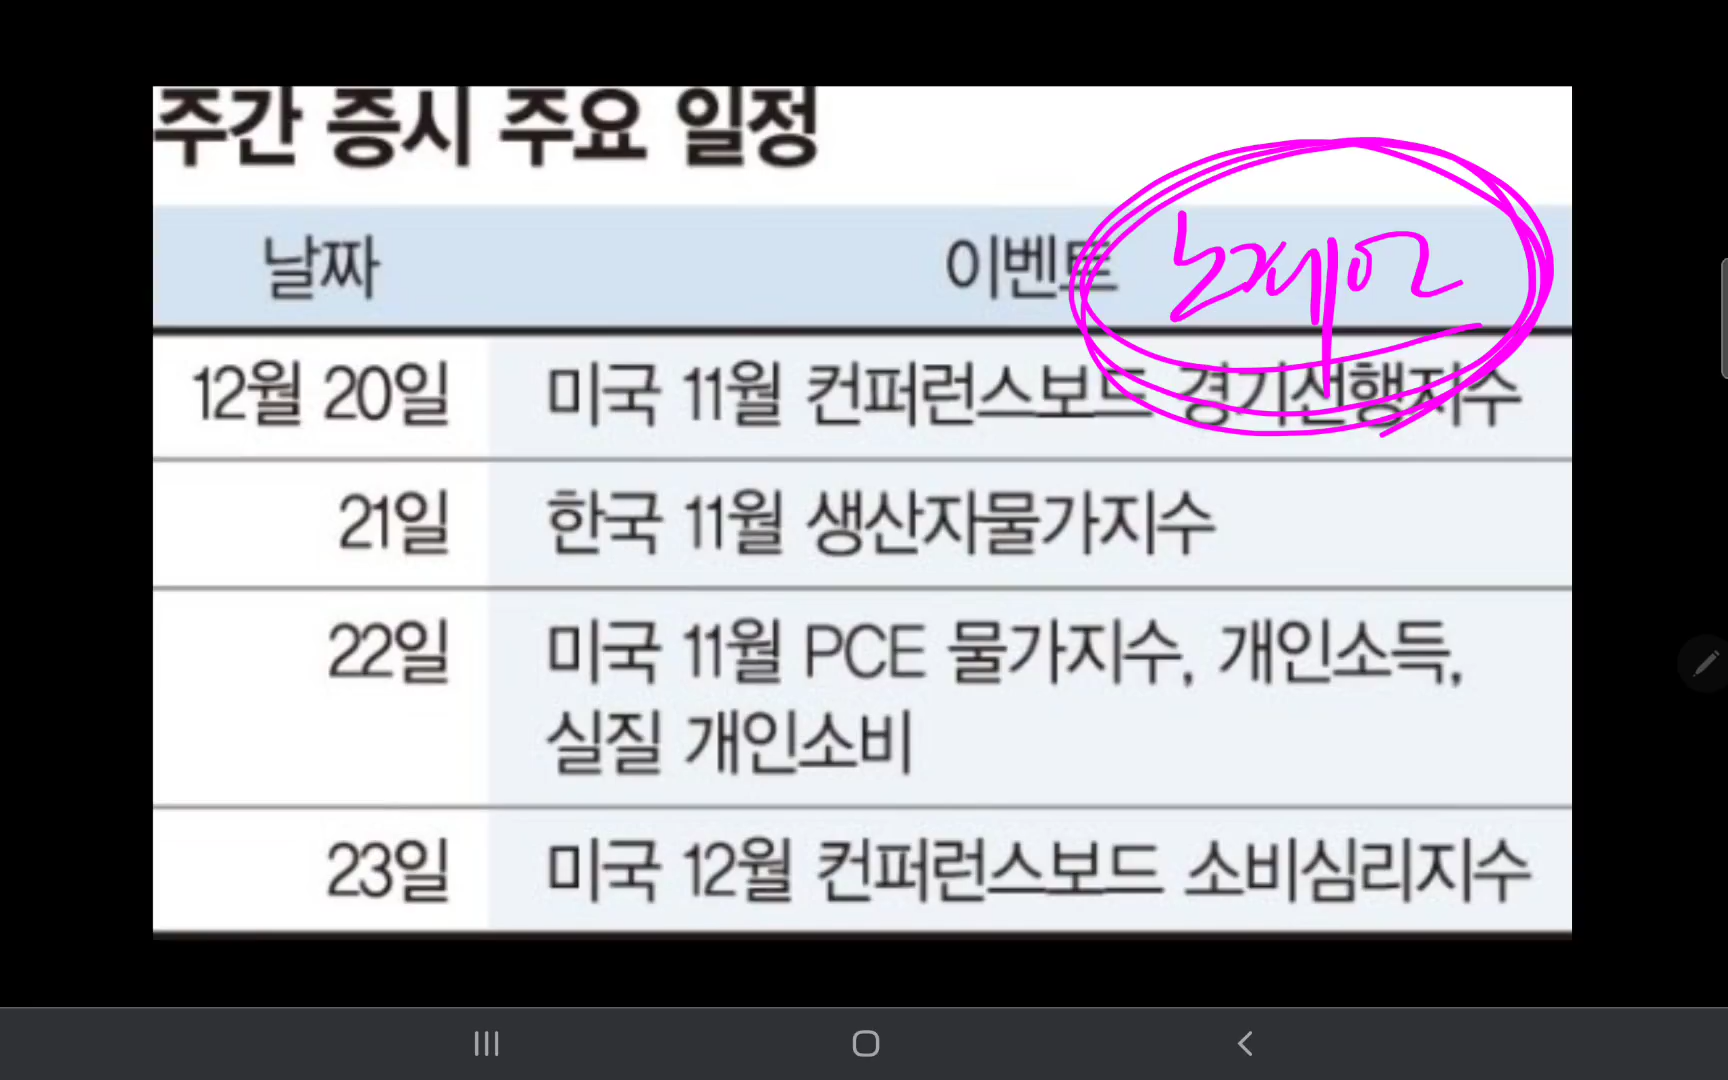 주간 증시 주요 일정
날짜 이벤트
12월 20일 미국 11월 컨퍼런스보드 경기선행지수
21일 한국 11월 생산자물가지수
22일 미국 11월 PCE 물가지수, 개인소득,
실질 개인소비
23일 미국 12월 컨퍼런스보드 소비심리지수